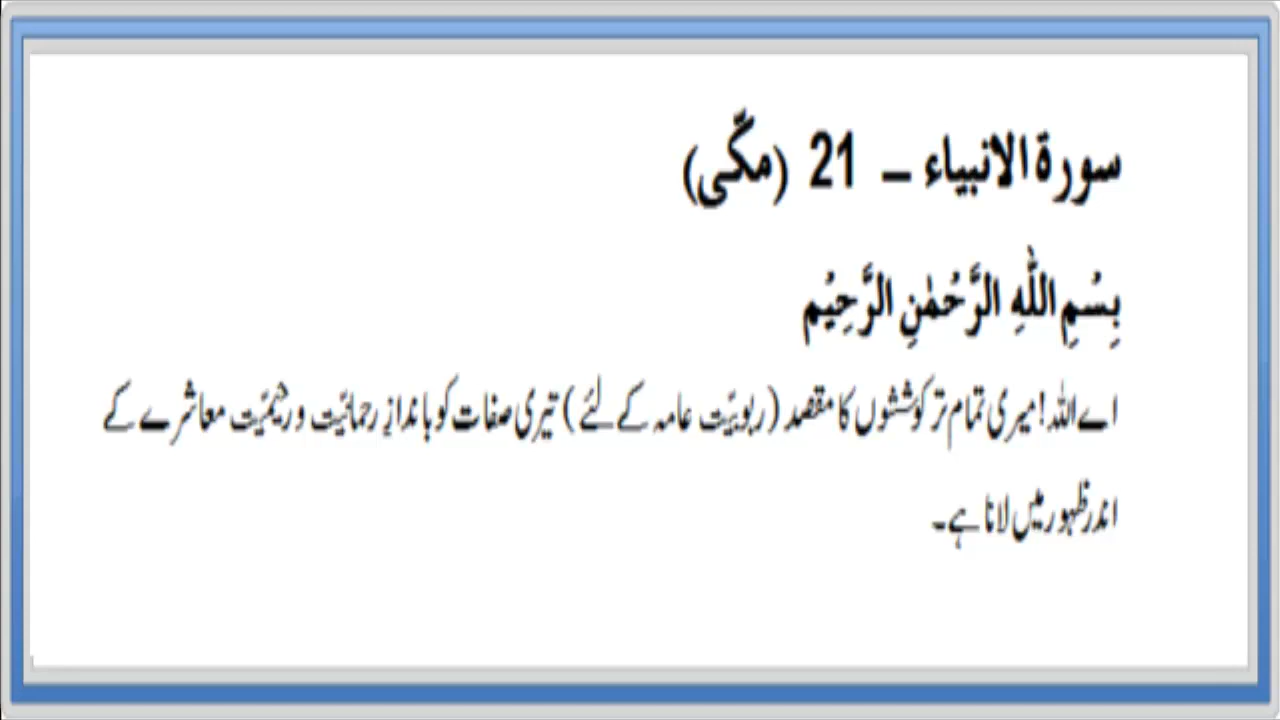 سورۃ الانبیاء – 21 (مکّی)
بِسْمِ اللّٰهِ الرَّحْمٰنِ الرَّحِيْم
اے اللہ! میری تمام تر کوششوں کا مقصد (ربوبیّت عامہ کے لئے) تیری صفات کو باندازِ رحمانیّت و رحیمیّت معاشرے کے
اندر ظہور میں لانا ہے۔